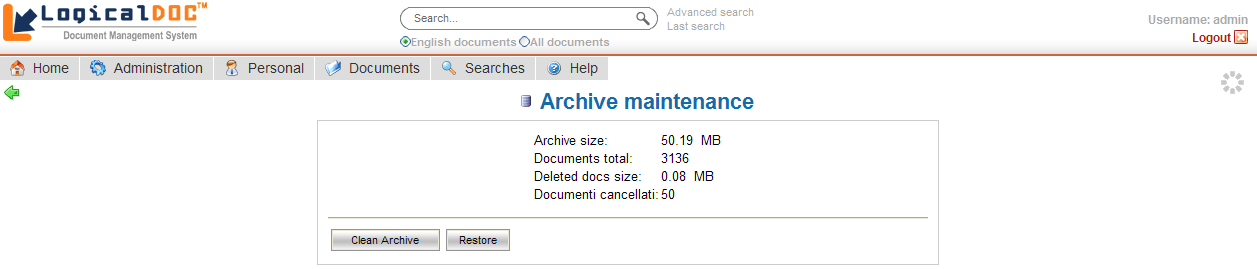 LogicalDOC™
Document Management System
Search...
Advanced search
Last search
English documents All documents
Username: admin
Logout
Home Administration Personal Documents Searches Help
Archive maintenance
Archive size: 50.19 MB
Documents total: 3136
Deleted docs size: 0.08 MB
Documenti cancellati: 50
Clean Archive Restore